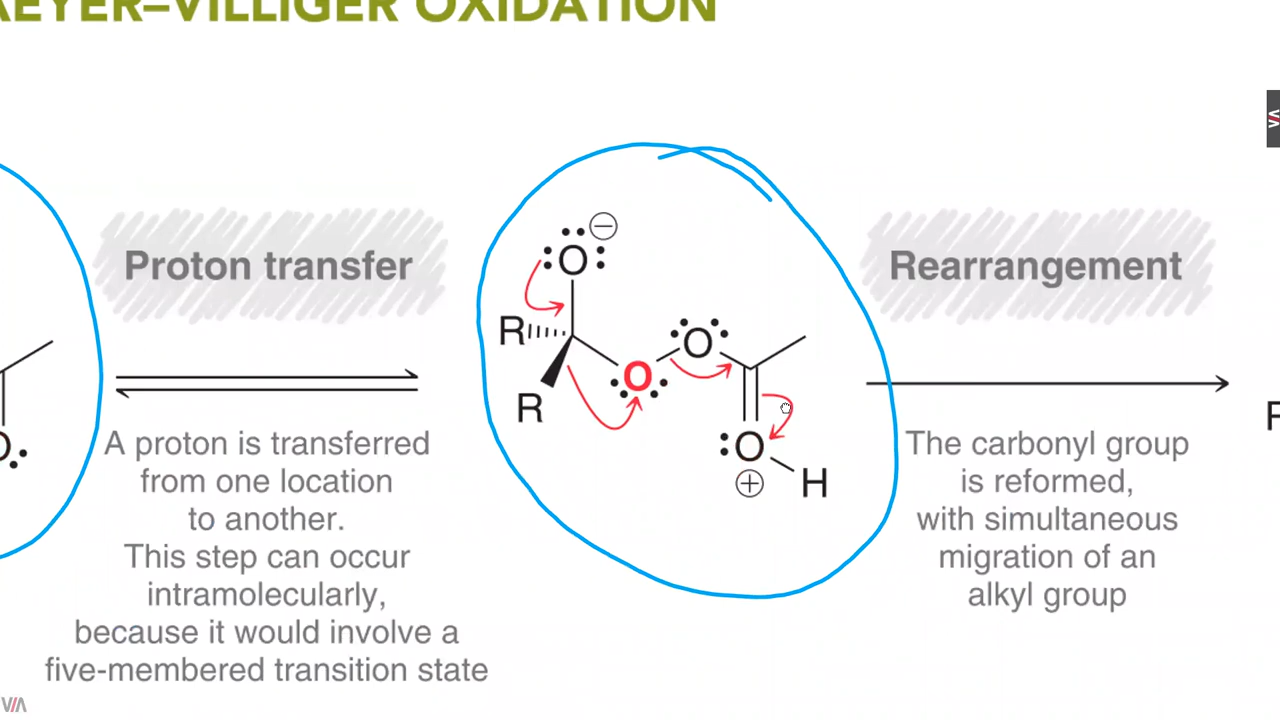 AEYER–VILLIGER OXIDATION
Proton transfer
A proton is transferred
from one location
to another.
This step can occur
intramolecularly,
because it would involve a
five-membered transition state
O
R
R
O
O
O
H
Rearrangement
The carbonyl group
is reformed,
with simultaneous
migration of an
alkyl group
VIA